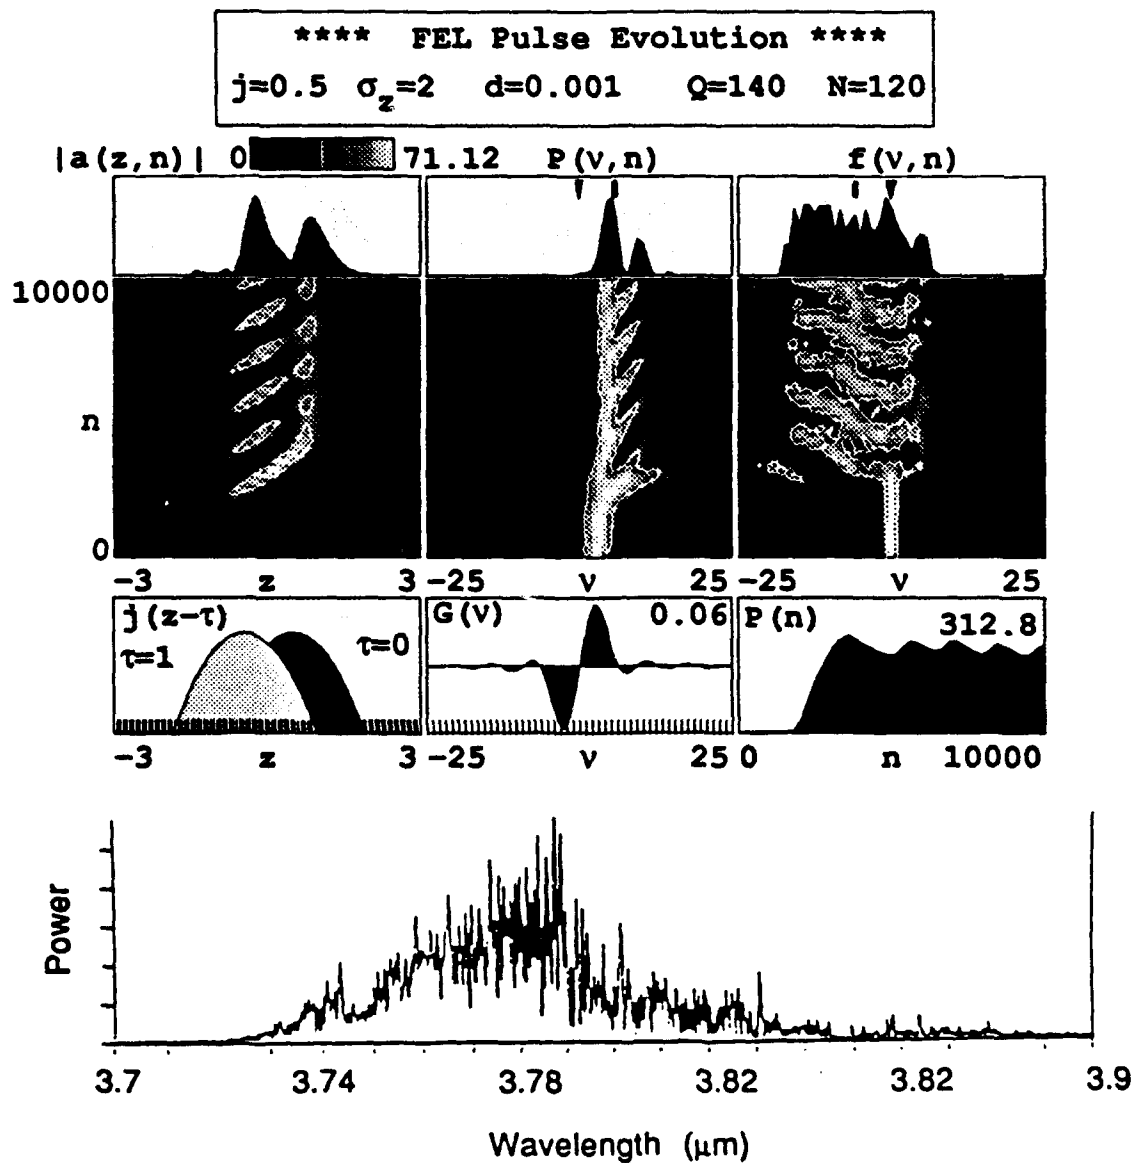 **** FEL Pulse Evolution ****
j=0.5 σz=2 d=0.001 Q=140 N=120
|a(z,n)| 0 71.12 P(ν,n) f(ν,n)
10000
n
0
-3 z 3 -25 ν 25 -25 ν 25
j(z-τ) G(ν) 0.06 P(n) 312.8
τ=1 τ=0
-3 z 3 -25 ν 25 0 n 10000
Power
3.7 3.74 3.78 3.82 3.82 3.9
Wavelength (μm)